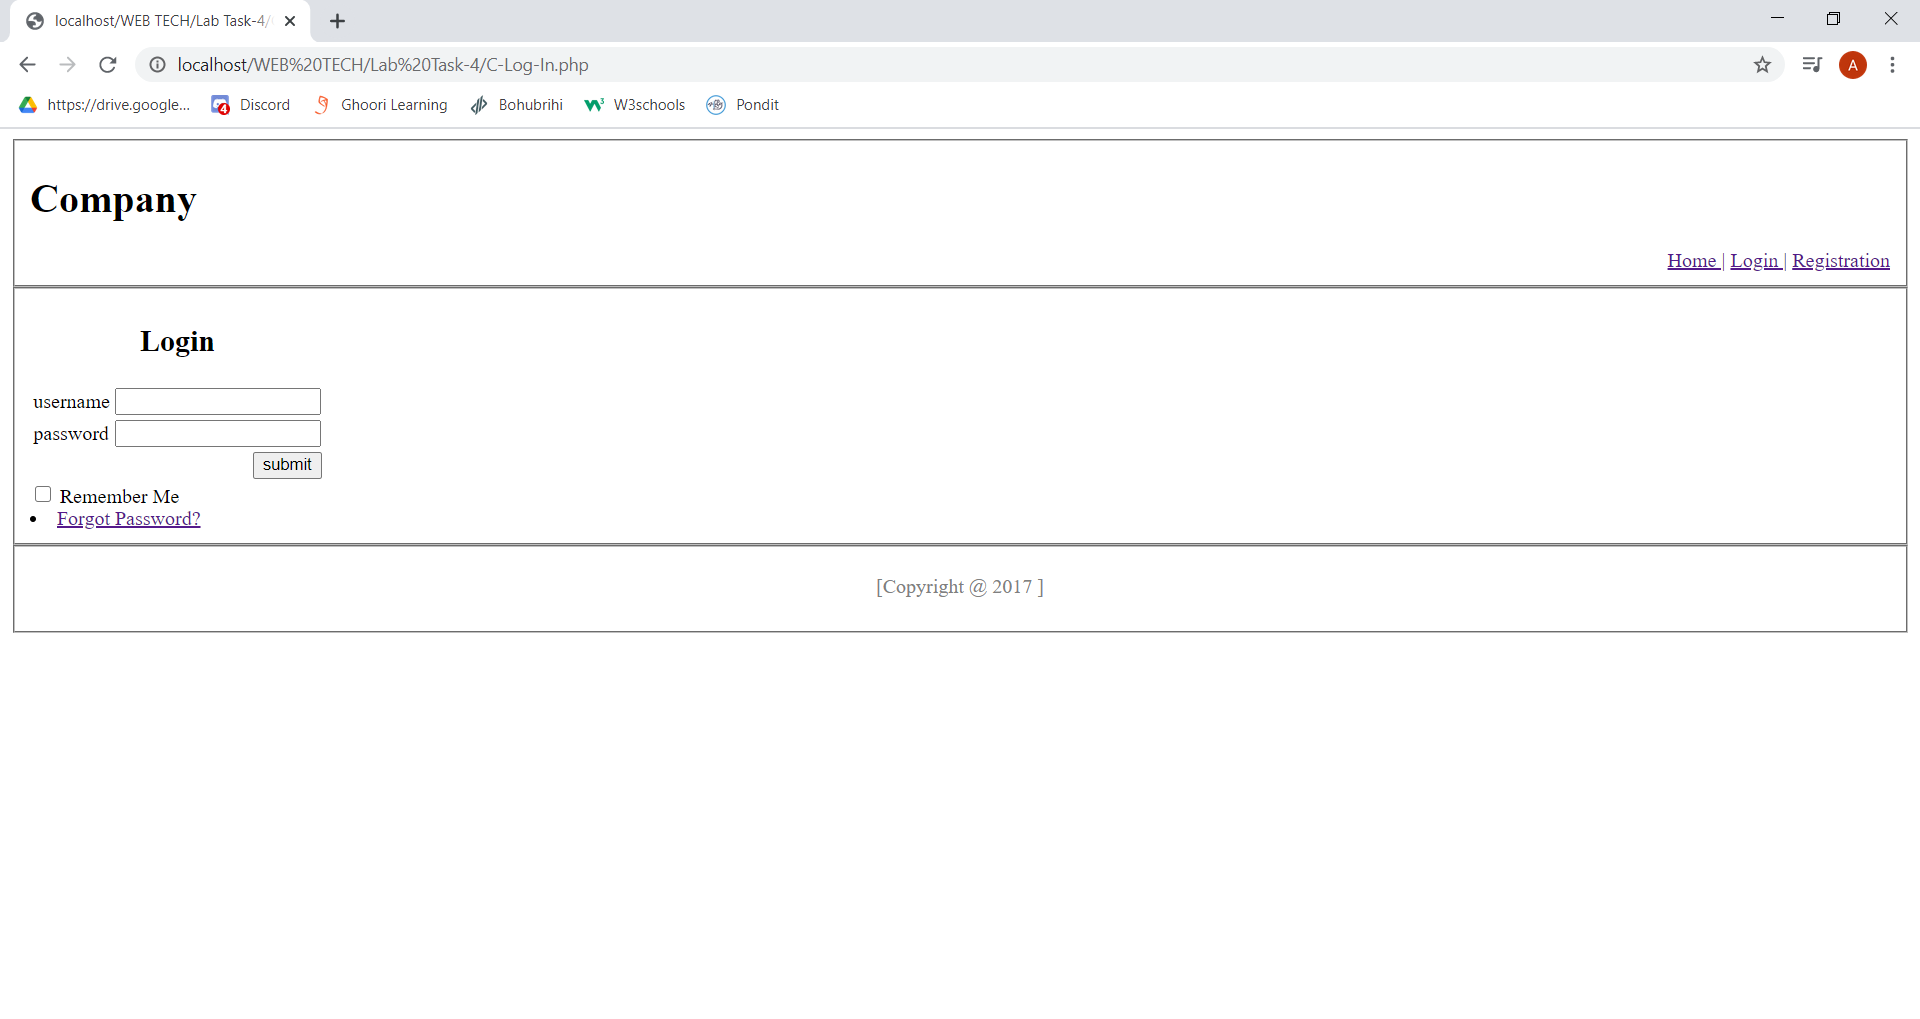 localhost/WEB TECH/Lab Task-4/
localhost/WEB%20TECH/Lab%20Task-4/C-Log-In.php
A
https://drive.google... 4 Discord Ghoori Learning Bohubrihi W3schools Pondit
Company
Home | Login | Registration
Login
username
password
submit
Remember Me
• Forgot Password?
[Copyright @ 2017 ]